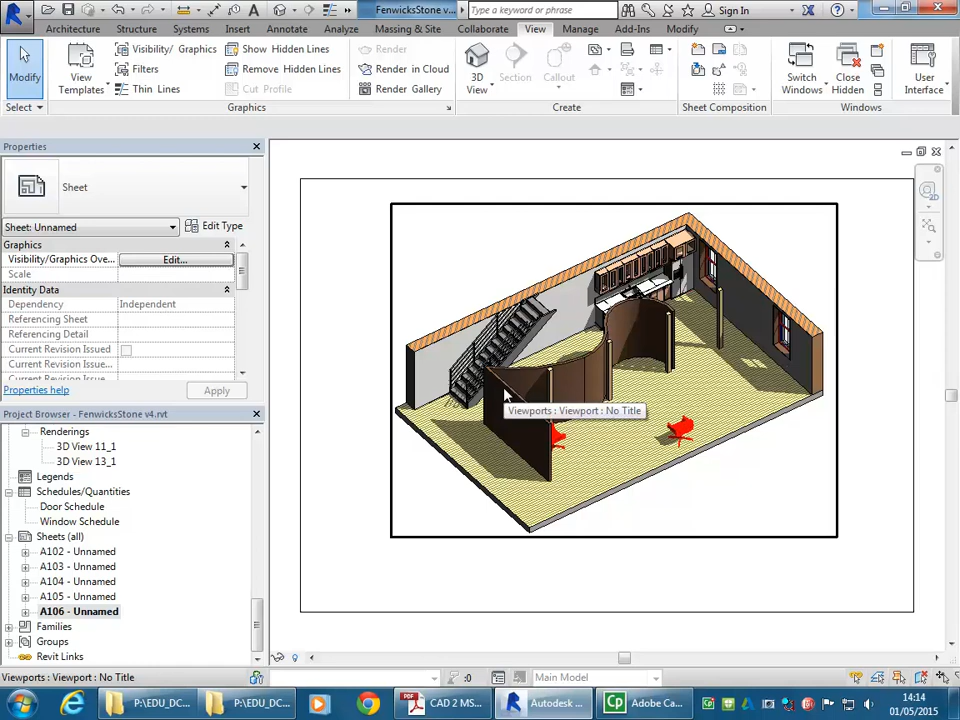 FenwicksStone v...
Type a keyword or phrase
Sign In
Architecture Structure Systems Insert Annotate Analyze Massing & Site Collaborate View Manage Add-Ins Modify
Modify
View Templates
Visibility/ Graphics
Filters
Thin Lines
Show Hidden Lines
Remove Hidden Lines
Cut Profile
Render
Render in Cloud
Render Gallery
3D View
Section
Callout
Switch Windows
Close Hidden
User Interface
Select
Graphics
Create
Sheet Composition
Windows
Properties
Sheet
Sheet: Unnamed
Edit Type
Graphics
Visibility/Graphics Ove...
Edit...
Scale
Identity Data
Dependency Independent
Referencing Sheet
Referencing Detail
Current Revision Issued
Current Revision Issue...
Properties help
Apply
Project Browser - FenwicksStone v4.rvt
Renderings
3D View 11_1
3D View 13_1
Legends
Schedules/Quantities
Door Schedule
Window Schedule
Sheets (all)
A102 - Unnamed
A103 - Unnamed
A104 - Unnamed
A105 - Unnamed
A106 - Unnamed
Families
Groups
Revit Links
2D
Viewports : Viewport : No Title
Viewports : Viewport : No Title
:0
Main Model
P:\EDU_DC...
P:\EDU_DC...
CAD 2 MS...
Autodesk ...
Adobe Ca...
14:14
01/05/2015